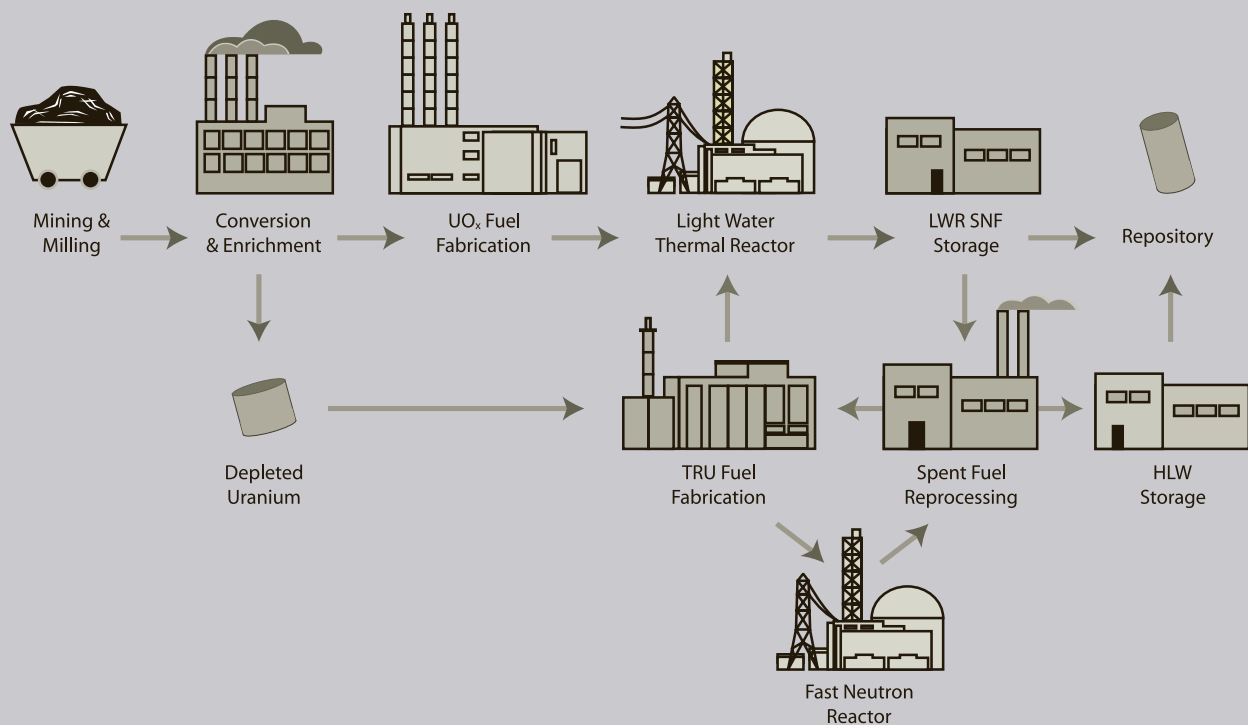 Mining &
Milling
Conversion
& Enrichment
UOₓ Fuel
Fabrication
Light Water
Thermal Reactor
LWR SNF
Storage
Repository
Depleted
Uranium
TRU Fuel
Fabrication
Spent Fuel
Reprocessing
HLW
Storage
Fast Neutron
Reactor